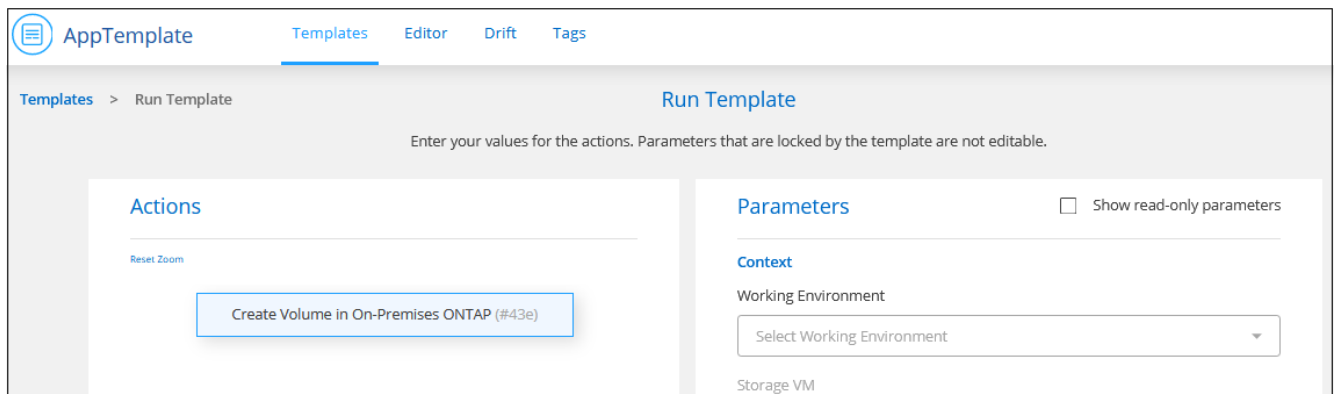 AppTemplate Templates Editor Drift Tags
Templates > Run Template
Run Template
Enter your values for the actions. Parameters that are locked by the template are not editable.
Actions
Reset Zoom
Create Volume in On-Premises ONTAP (#43e)
Parameters
Show read-only parameters
Context
Working Environment
Select Working Environment
Storage VM